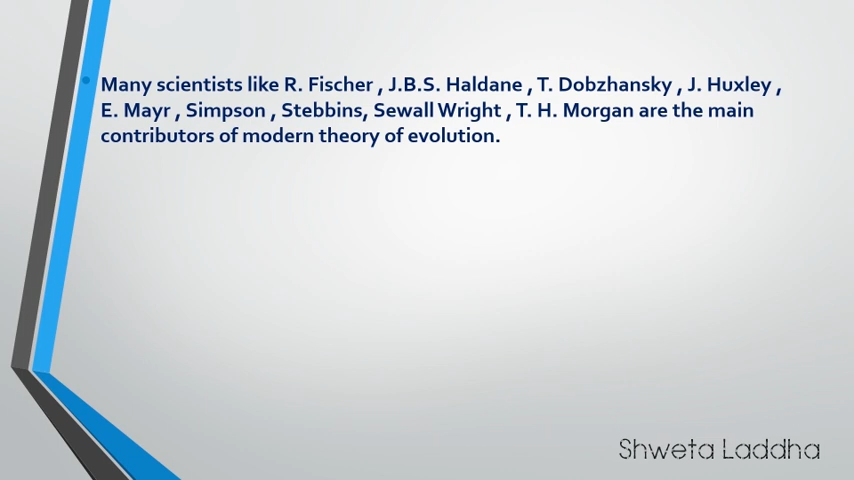 Many scientists like R. Fischer , J.B.S. Haldane , T. Dobzhansky , J. Huxley ,
E. Mayr , Simpson , Stebbins, Sewall Wright , T. H. Morgan are the main
contributors of modern theory of evolution.
Shweta Laddha